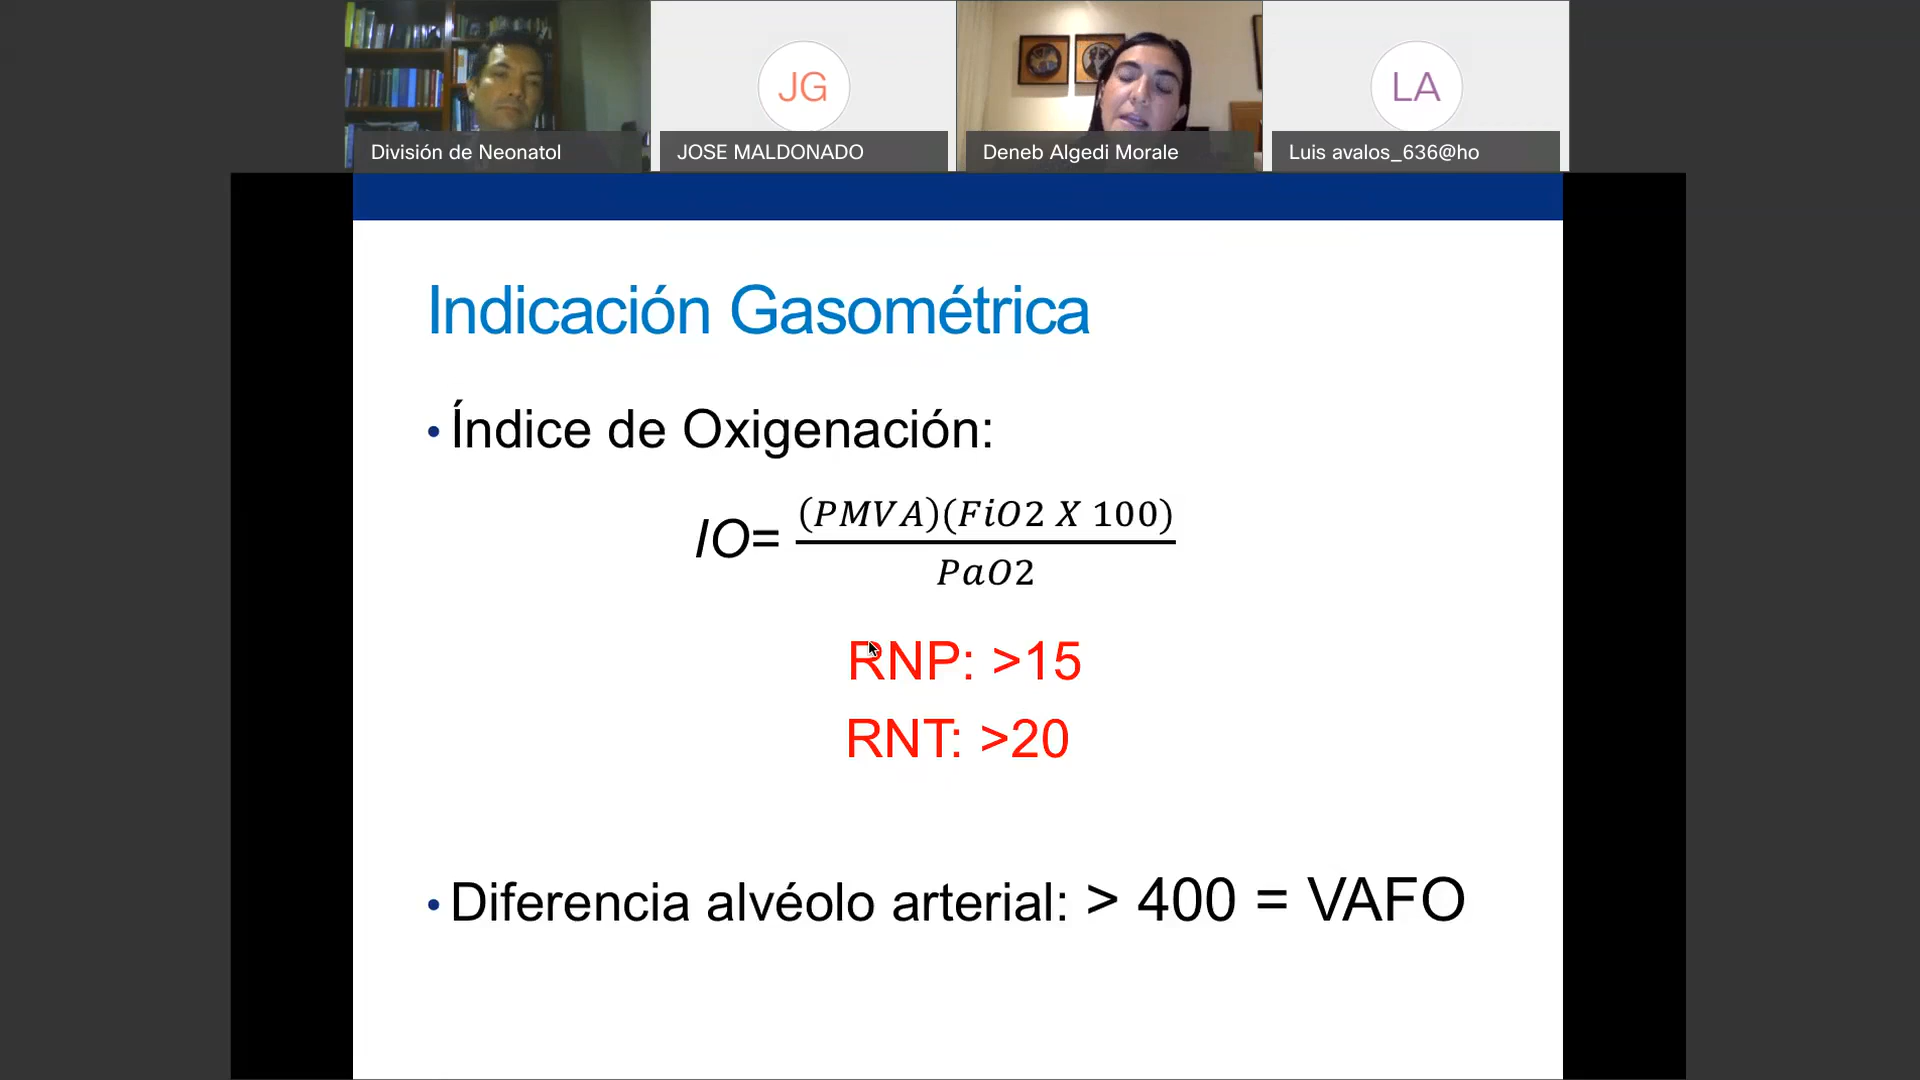 JG
LA
División de Neonatol
JOSE MALDONADO
Deneb Algedi Morale
Luis avalos_636@ho
Indicación Gasométrica
• Índice de Oxigenación:
(PMVA)(FiO2 X 100)
IO=
PaO2
RNP: >15
RNT: >20
• Diferencia alvéolo arterial: > 400 = VAFO